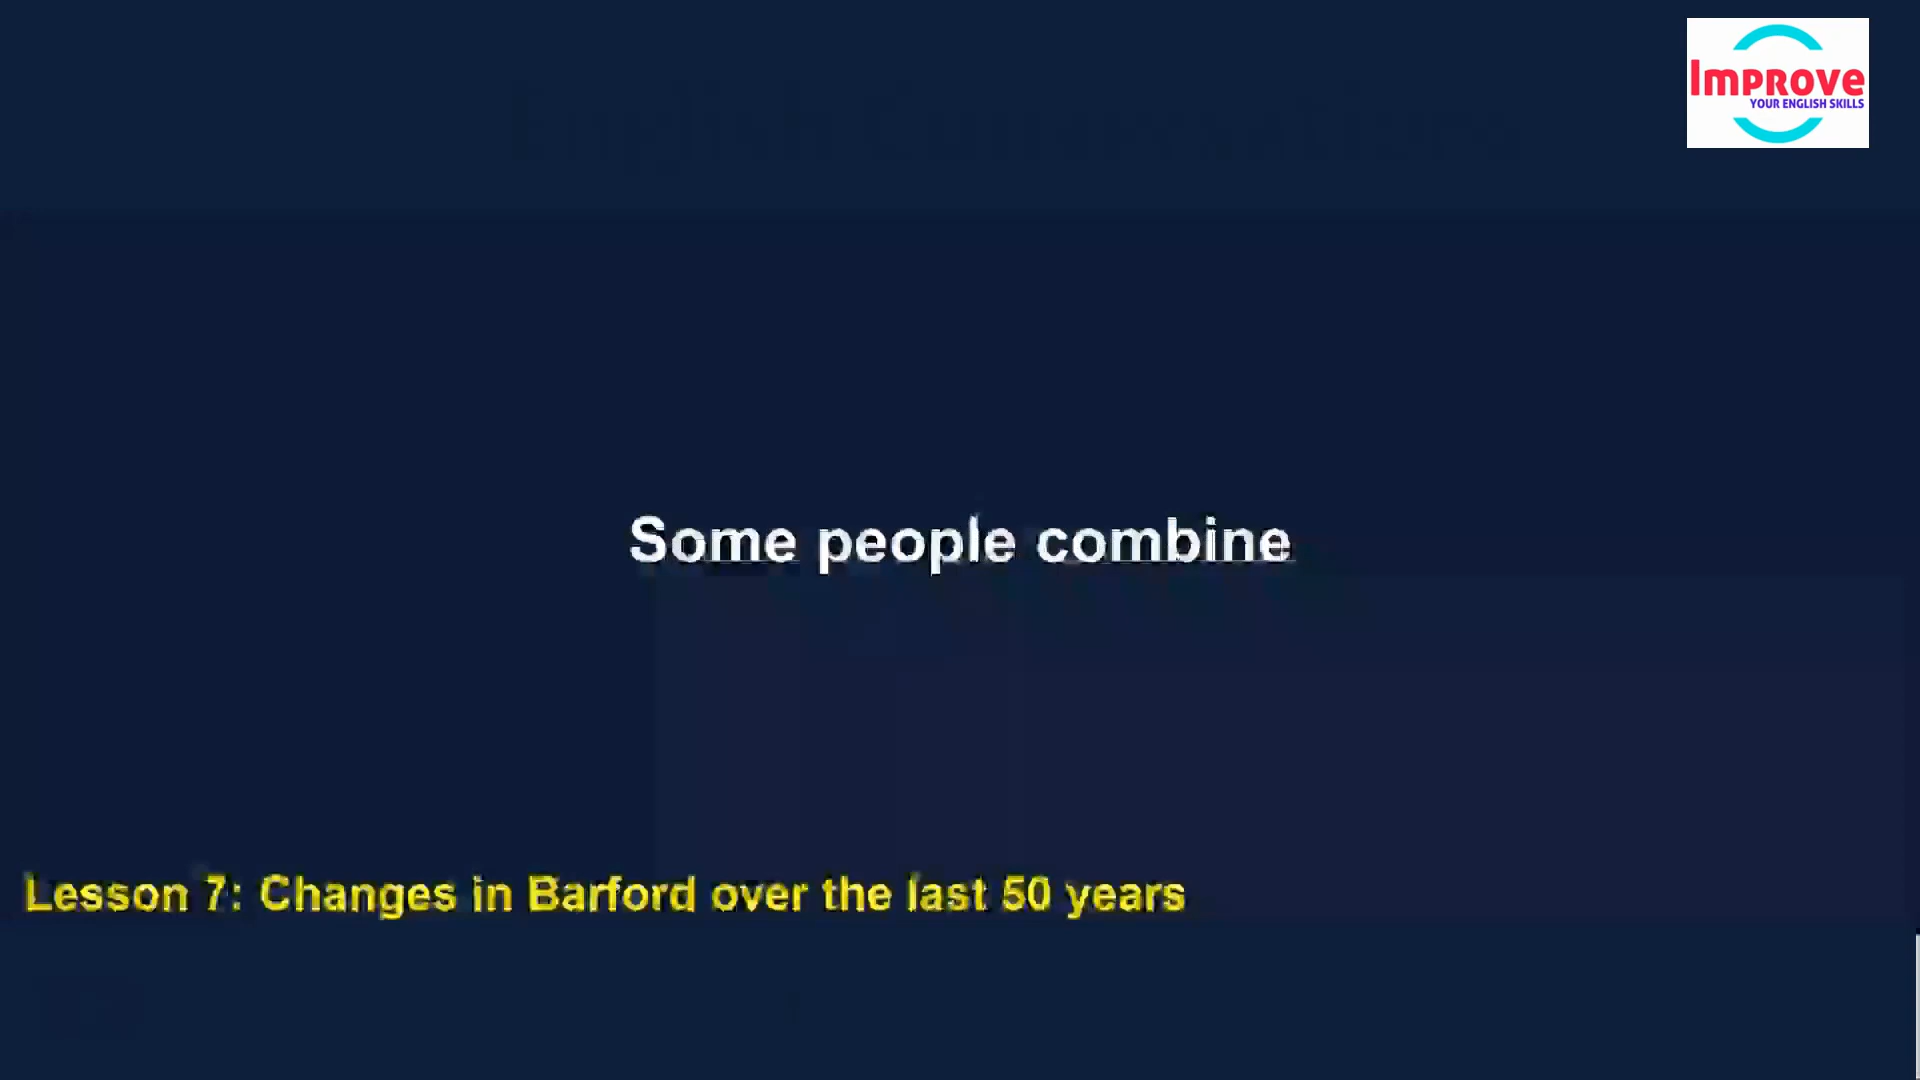 Improve
YOUR ENGLISH SKILLS
Some people combine
Lesson 7: Changes in Barford over the last 50 years